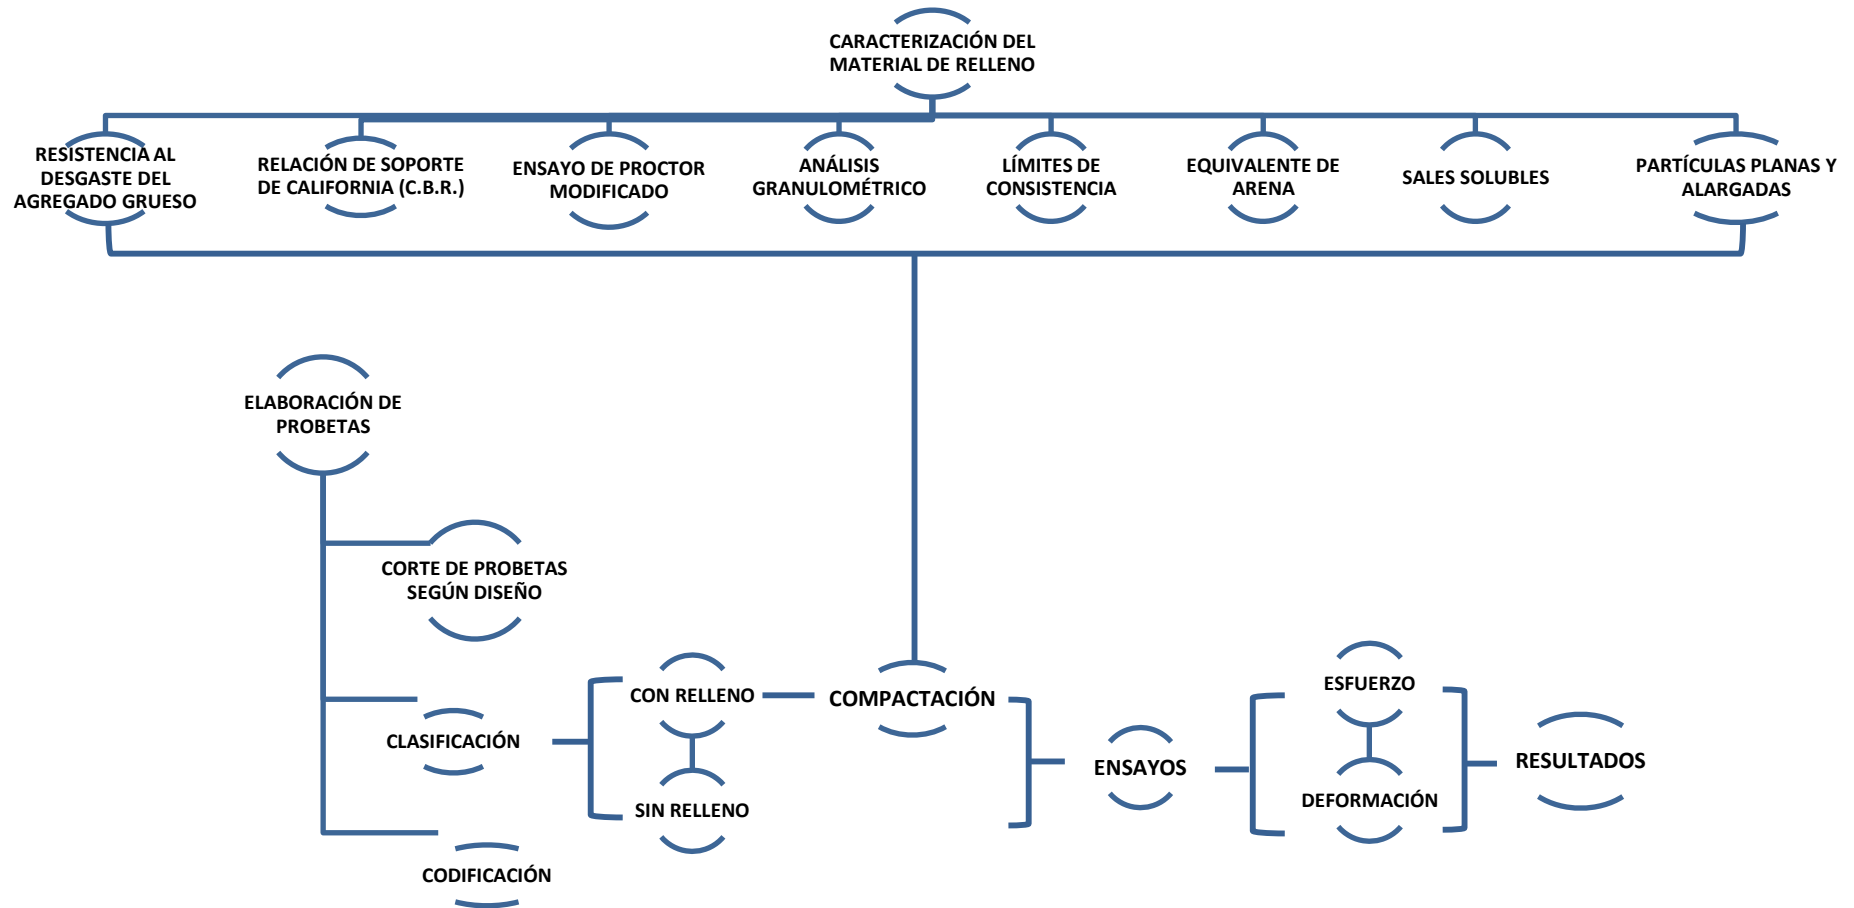 CARACTERIZACIÓN DEL
MATERIAL DE RELLENO
RESISTENCIA AL
DESGASTE DEL
AGREGADO GRUESO
RELACIÓN DE SOPORTE
DE CALIFORNIA (C.B.R.)
ENSAYO DE PROCTOR
MODIFICADO
ANÁLISIS
GRANULOMÉTRICO
LÍMITES DE
CONSISTENCIA
EQUIVALENTE DE
ARENA
SALES SOLUBLES
PARTÍCULAS PLANAS Y
ALARGADAS
ELABORACIÓN DE
PROBETAS
CORTE DE PROBETAS
SEGÚN DISEÑO
CLASIFICACIÓN
CODIFICACIÓN
CON RELLENO
SIN RELLENO
COMPACTACIÓN
ENSAYOS
ESFUERZO
DEFORMACIÓN
RESULTADOS